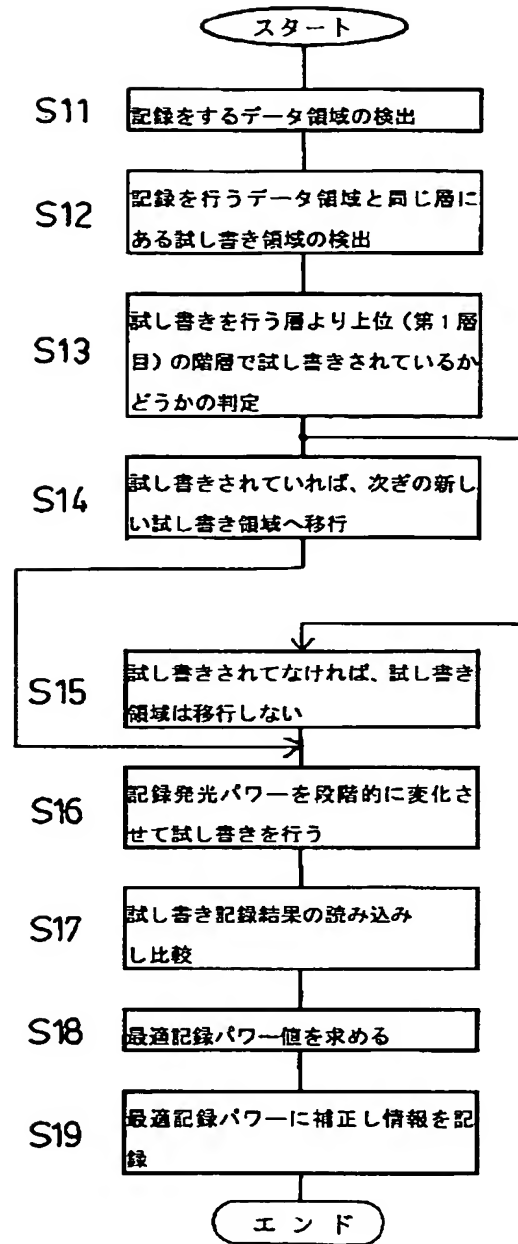 スタート
S11
記録をするデータ領域の検出
S12
記録を行うデータ領域と同じ層に
ある試し書き領域の検出
S13
試し書きを行う層より上位(第1層
目)の階層で試し書きされているか
どうかの判定
S14
試し書きされていれば、次ぎの新し
い試し書き領域へ移行
S15
試し書きされてなければ、試し書き
領域は移行しない
S16
記録発光パワーを段階的に変化さ
せて試し書きを行う
S17
試し書き記録結果の読み込み
し比較
S18
最適記録パワー値を求める
S19
最適記録パワーに補正し情報を記
録
エンド